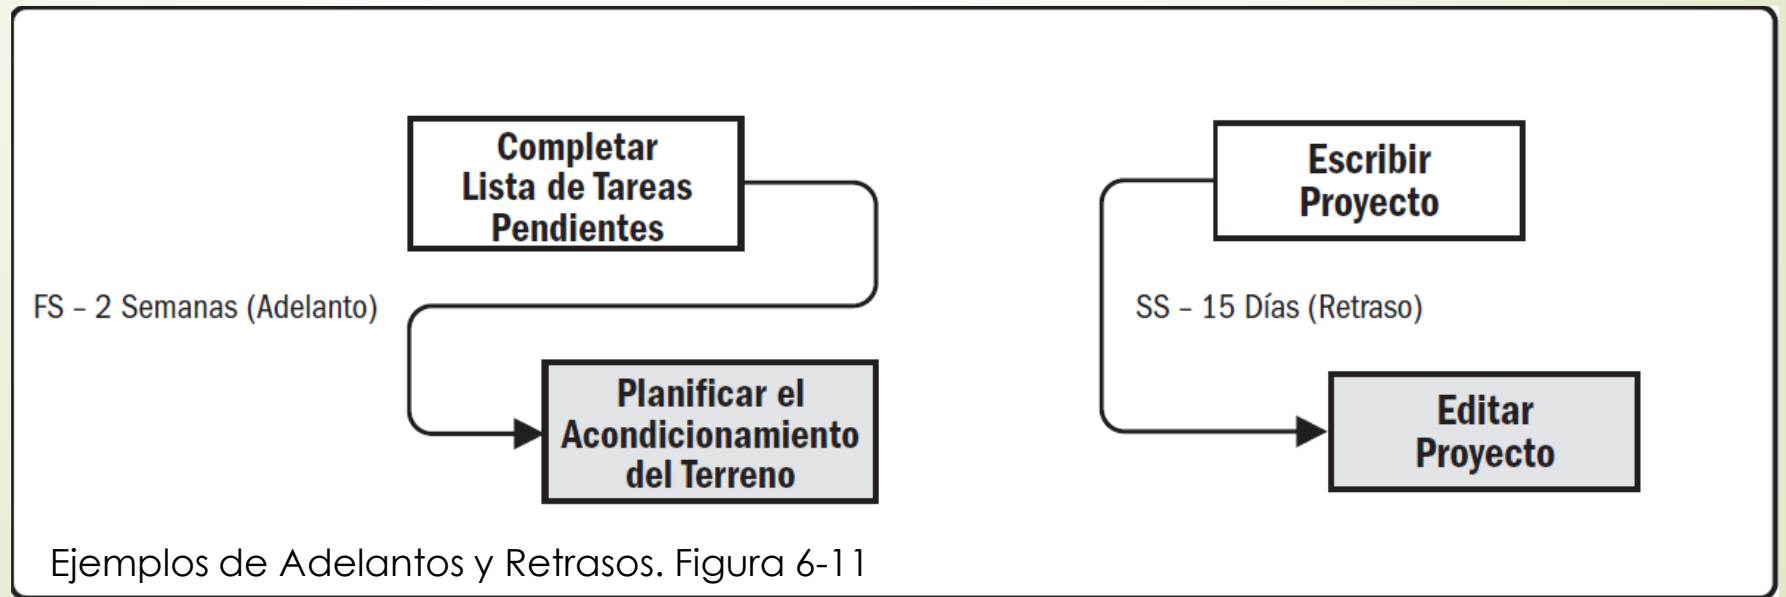 Completar
Lista de Tareas
Pendientes
FS – 2 Semanas (Adelanto)
Planificar el
Acondicionamiento
del Terreno
Escribir
Proyecto
SS – 15 Días (Retraso)
Editar
Proyecto
Ejemplos de Adelantos y Retrasos. Figura 6-11